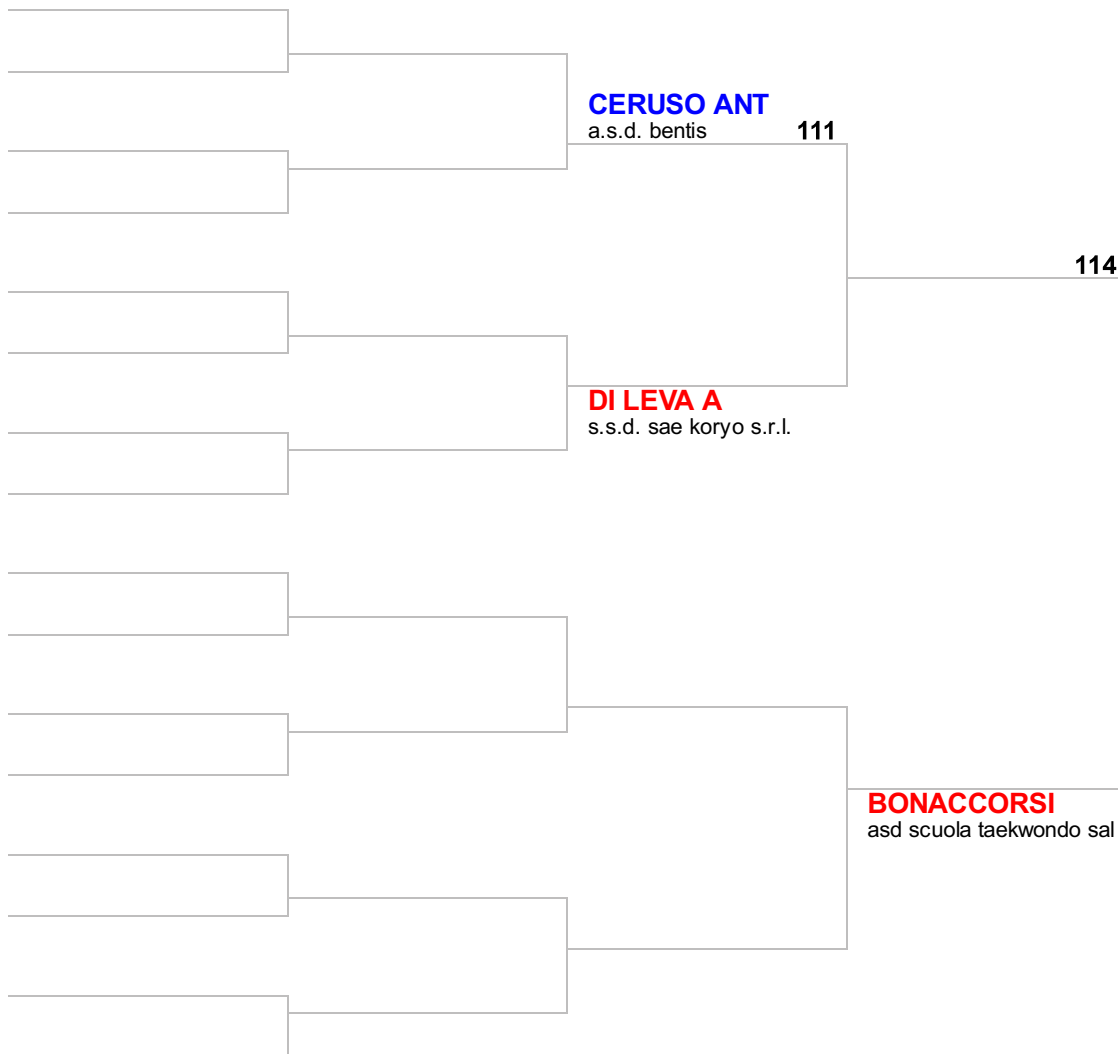 CERUSO ANT
a.s.d. bentis
111
114
DI LEVA A
s.s.d. sae koryo s.r.l.
BONACCORSI
asd scuola taekwondo sal